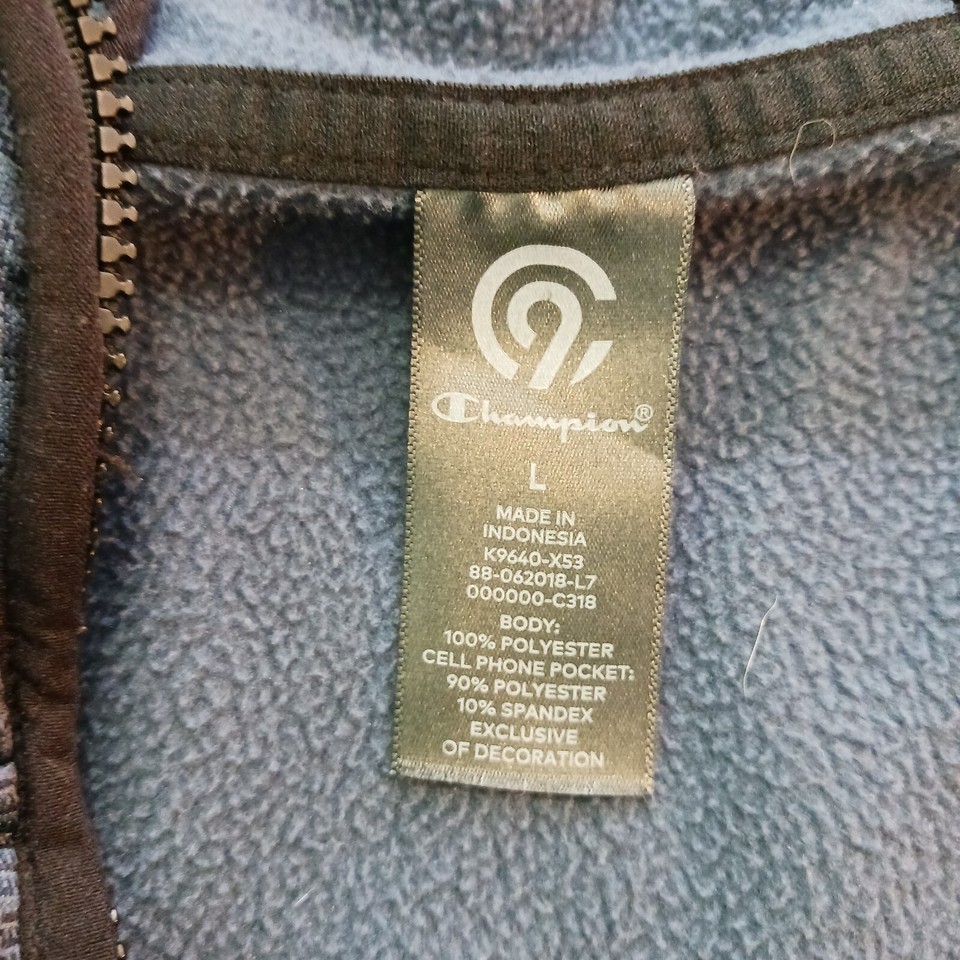 C9
Champion®
L
MADE IN
INDONESIA
K9640-X53
88-062018-L7
000000-C318
BODY:
100% POLYESTER
CELL PHONE POCKET:
90% POLYESTER
10% SPANDEX
EXCLUSIVE
OF DECORATION